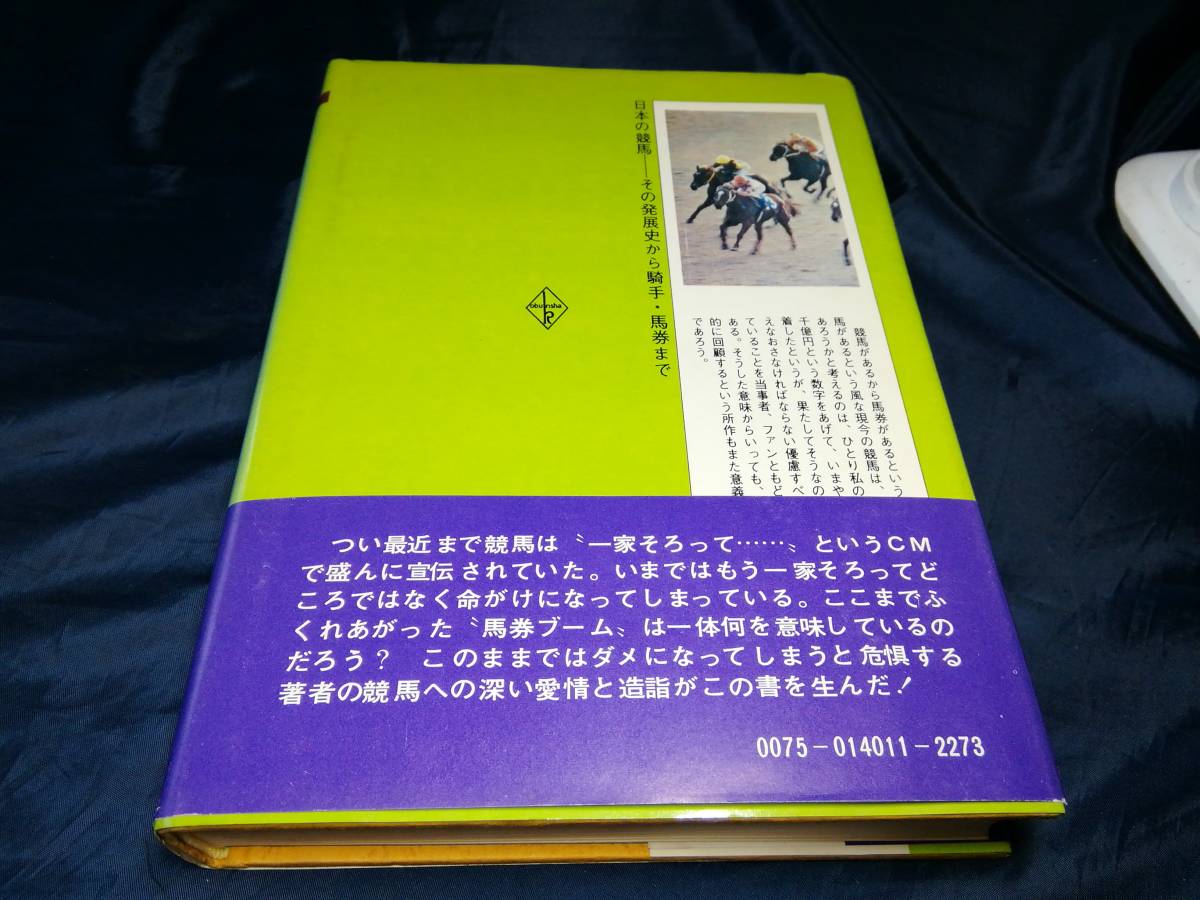 日本の競馬──その発展史から騎手・馬券まで
競馬があるから馬券があるという
馬があるという風な現今の競馬は、
あろうかと考えるのは、ひとり私の
千億円という数字をあげて、いまや
着したというが、果たしてそうなの
えなおさなければならない優慮すべ
ていることを当事者、ファンともど
ある。そうした意味からいっても、
的に回顧するという所作もまた意義
であろう。
つい最近まで競馬は〝一家そろって……〟というCM
で盛んに宣伝されていた。いまではもう一家そろってど
ころではなく命がけになってしまっている。ここまでふ
くれあがった〝馬券ブーム〟は一体何を意味しているの
だろう? このままではダメになってしまうと危惧する
著者の競馬への深い愛情と造詣がこの書を生んだ!
0075-014011-2273